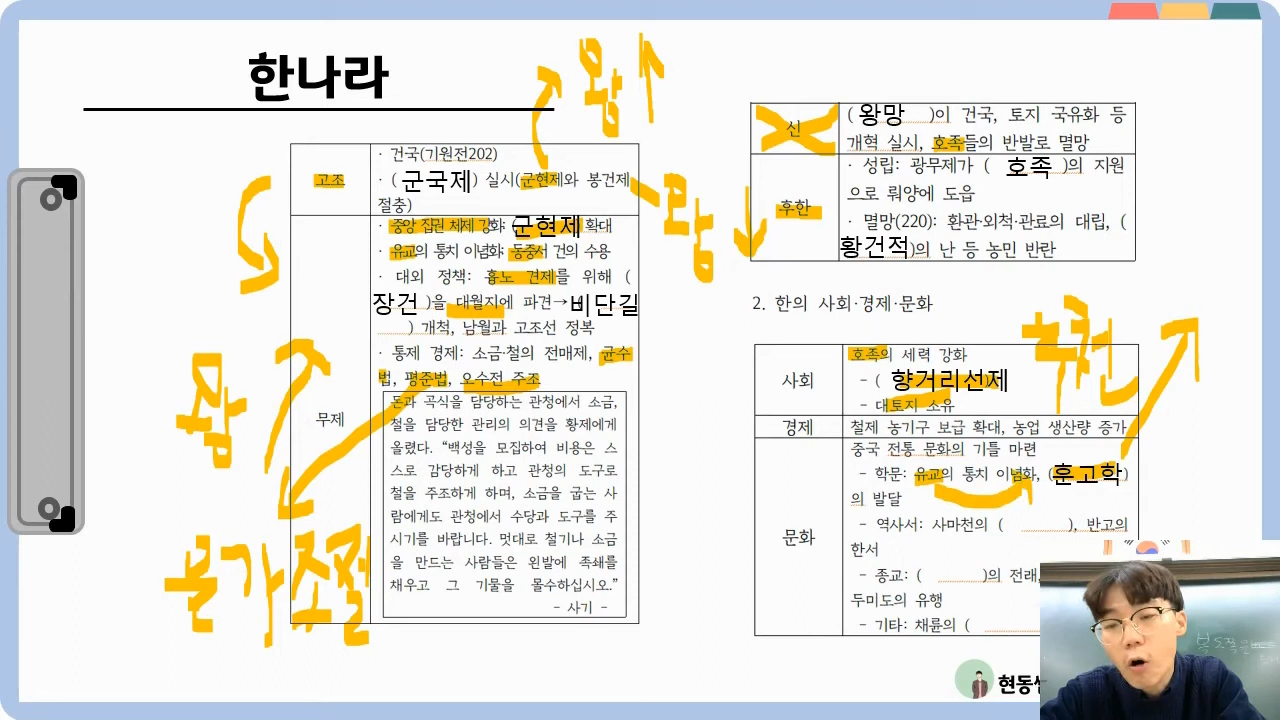 한나라
고조
· 건국(기원전202)
· ( 군국제 ) 실시(군현제와 봉건제
절충)
무제
· 중앙 집권 체제 강화: (군현제 확대
· 유교의 통치 이념화: 동중서 건의 수용
· 대외 정책: 흉노 견제를 위해 (
장건 )을 대월지에 파견→ 비단길
) 개척, 남월과 고조선 정복
· 통제 경제: 소금·철의 전매제, 균수
법, 평준법, 오수전 주조
돈과 곡식을 담당하는 관청에서 소금,
철을 담당한 관리의 의견을 황제에게
올렸다. “백성을 모집하여 비용은 스
스로 감당하게 하고 관청의 도구로
철을 주조하게 하며, 소금을 굽는 사
람에게도 관청에서 수당과 도구를 주
시기를 바랍니다. 멋대로 철기나 소금
을 만드는 사람들은 왼발에 족쇄를
채우고 그 기물을 몰수하십시오.”
- 사기 -
왕↑
물가조절
신
( 왕망 )이 건국, 토지 국유화 등
개혁 실시, 호족들의 반발로 멸망
후한
· 성립: 광무제가 ( 호족 )의 지원
으로 뤄양에 도읍
· 멸망(220): 환관·외척·관료의 대립, (
황건적 )의 난 등 농민 반란
2. 한의 사회·경제·문화
사회
호족의 세력 강화
- ( 향거리선제
- 대토지 소유
경제
철제 농기구 보급 확대, 농업 생산량 증가
문화
중국 전통 문화의 기틀 마련
- 학문: 유교의 통치 이념화, (훈고학)
의 발달
- 역사서: 사마천의 ( ), 반고의
한서
- 종교: ( )의 전래,
두미도의 유행
- 기타: 채륜의 (
훈천
현동